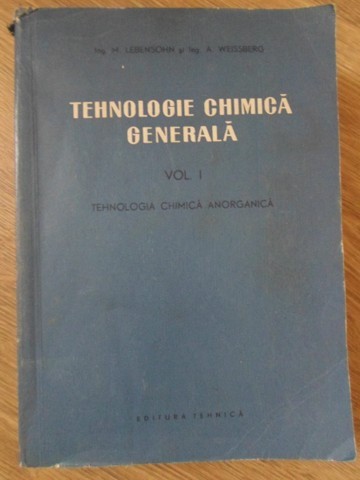 Ing. M. LEBENSOHN și Ing. A. WEISSBERG
TEHNOLOGIE CHIMICĂ
GENERALĂ
VOL. I
TEHNOLOGIA CHIMICĂ ANORGANICĂ
EDITURA TEHNICĂ